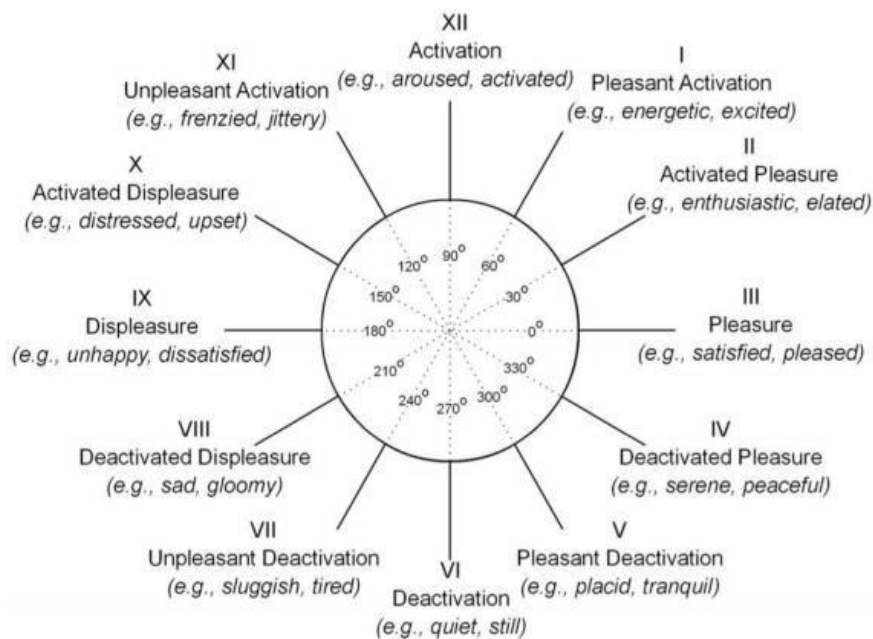 XII
Activation
(e.g., aroused, activated)
I
Pleasant Activation
(e.g., energetic, excited)
II
Activated Pleasure
(e.g., enthusiastic, elated)
III
Pleasure
(e.g., satisfied, pleased)
IV
Deactivated Pleasure
(e.g., serene, peaceful)
V
Pleasant Deactivation
(e.g., placid, tranquil)
VI
Deactivation
(e.g., quiet, still)
VII
Unpleasant Deactivation
(e.g., sluggish, tired)
VIII
Deactivated Displeasure
(e.g., sad, gloomy)
IX
Displeasure
(e.g., unhappy, dissatisfied)
X
Activated Displeasure
(e.g., distressed, upset)
XI
Unpleasant Activation
(e.g., frenzied, jittery)
90°
60°
30°
0°
330°
300°
270°
240°
210°
180°
150°
120°